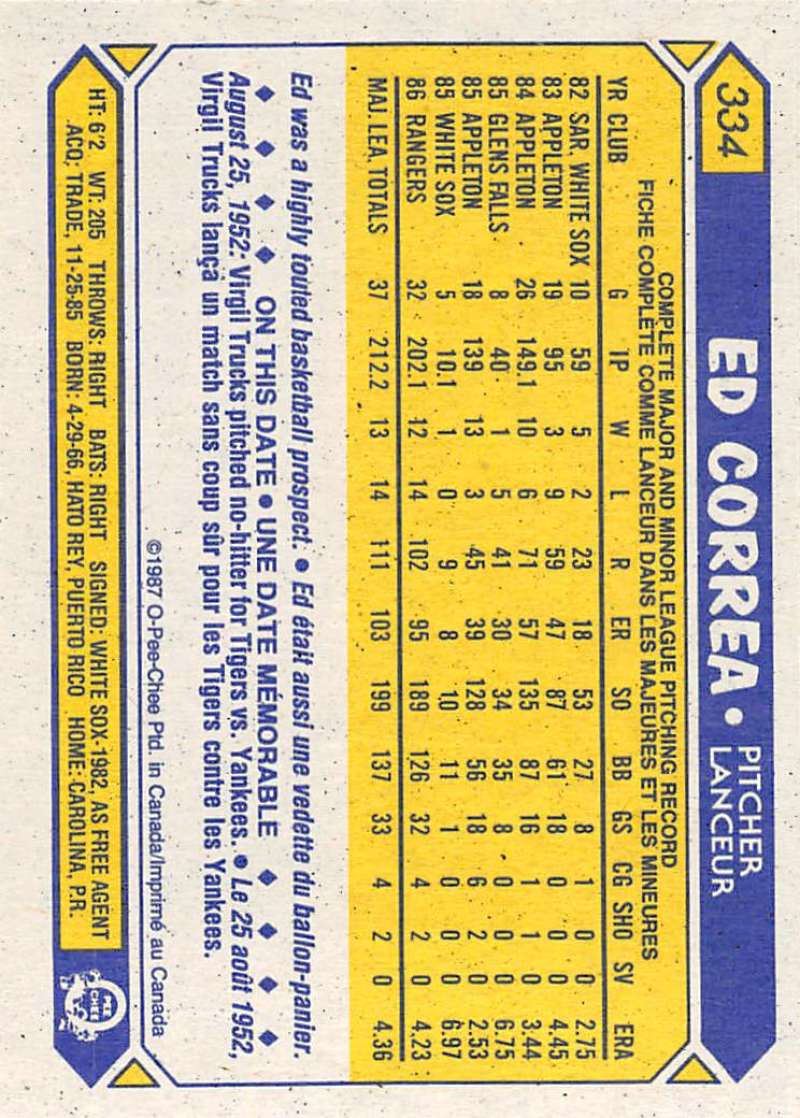 334 ED CORREA • PITCHER
LANCEUR
COMPLETE MAJOR AND MINOR LEAGUE PITCHING RECORD
FICHE COMPLÈTE COMME LANCEUR DANS LES MAJEURES ET LES MINEURES
YR CLUB G IP W L R ER SO BB GS CG SHO SV ERA
82 SAR. WHITE SOX 10 59 5 2 23 18 53 27 8 1 0 0 2.75
83 APPLETON 19 95 3 9 59 47 87 61 18 1 1 0 4.45
84 APPLETON 26 149.1 10 6 71 57 135 87 16 1 1 0 3.44
85 GLENS FALLS 8 40 1 5 41 30 34 35 8 0 0 0 6.75
85 APPLETON 18 139 13 3 45 39 128 56 18 6 2 0 2.53
85 WHITE SOX 5 10.1 1 0 9 8 10 11 1 0 0 0 6.97
86 RANGERS 32 202.1 12 14 102 95 189 126 32 4 2 0 4.23
MAJ. LEA. TOTALS 37 212.2 13 14 111 103 199 137 33 4 2 0 4.36
Ed was a highly touted basketball prospect. • Ed était aussi une vedette du ballon-panier.
◆ ◆ ◆ ◆ ON THIS DATE • UNE DATE MÉMORABLE ◆ ◆ ◆ ◆
August 25, 1952: Virgil Trucks pitched no-hitter for Tigers vs. Yankees. • Le 25 août 1952,
Virgil Trucks lança un match sans coup sûr pour les Tigers contre les Yankees.
©1987 O-Pee-Chee Ptd. in Canada/Imprimé au Canada
HT: 6'2 WT: 205 THROWS: RIGHT BATS: RIGHT SIGNED: WHITE SOX-1982, AS FREE AGENT
ACQ: TRADE, 11-25-85 BORN: 4-29-66, HATO REY, PUERTO RICO HOME: CAROLINA, P.R.
O PEE CHEE